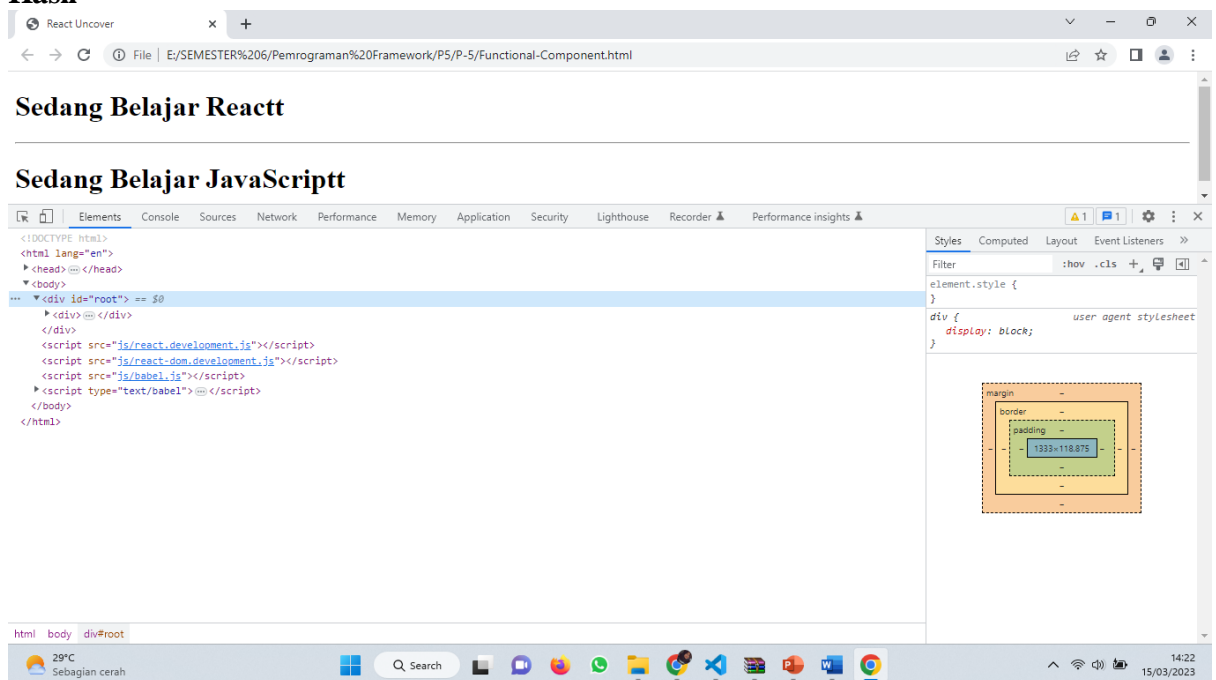 React Uncover
File | E:/SEMESTER%206/Pemrograman%20Framework/P5/P-5/Functional-Component.html
Sedang Belajar Reactt
Sedang Belajar JavaScriptt
Elements Console Sources Network Performance Memory Application Security Lighthouse Recorder Performance insights 1 1
<!DOCTYPE html>
<html lang="en">
<head>…</head>
<body>
<div id="root"> == $0
<div>…</div>
</div>
<script src="js/react.development.js"></script>
<script src="js/react-dom.development.js"></script>
<script src="js/babel.js"></script>
<script type="text/babel">…</script>
</body>
</html>
html body div#root
Styles Computed Layout Event Listeners »
Filter :hov .cls +
element.style {
}
div { user agent stylesheet
display: block;
}
margin –
border –
padding –
– – – 1333×118.875 – – –
–
–
–
29°C
Sebagian cerah
Search
14:22
15/03/2023